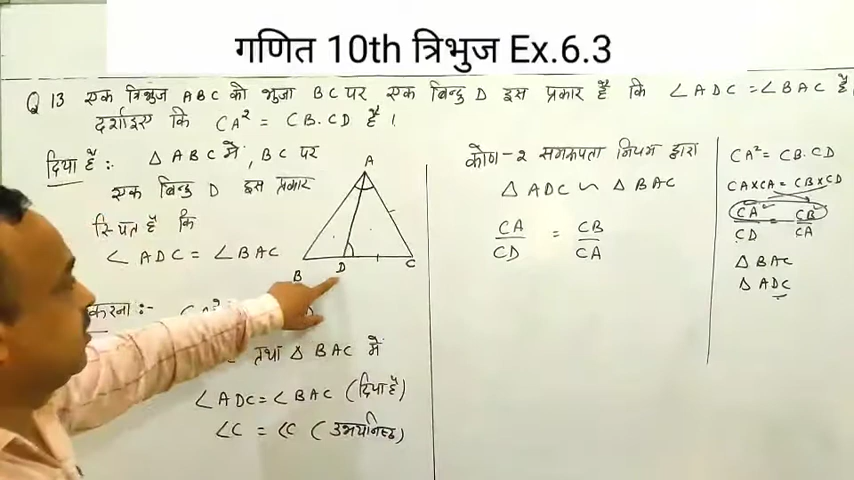 गणित 10th त्रिभुज Ex.6.3
Q 13 एक त्रिभुज ABC की भुजा BC पर एक बिन्दु D इस प्रकार है कि ∠ADC = ∠BAC है
दर्शाइए कि CA² = CB.CD है।
दिया है :- Δ ABC में, BC पर
एक बिन्दु D इस प्रकार
स्थित है कि
∠ADC = ∠BAC
करना :-
तथा Δ BAC में
∠ADC = ∠BAC (दिया है)
∠C = ∠C (उभयनिष्ठ)
A
B D C
कोण-२ समरूपता नियम द्वारा
Δ ADC ∽ Δ BAC
CA/CD = CB/CA
CA² = CB.CD
CA×CA = CB×CD
CA/CD = CB/CA
Δ BAC
Δ ADC